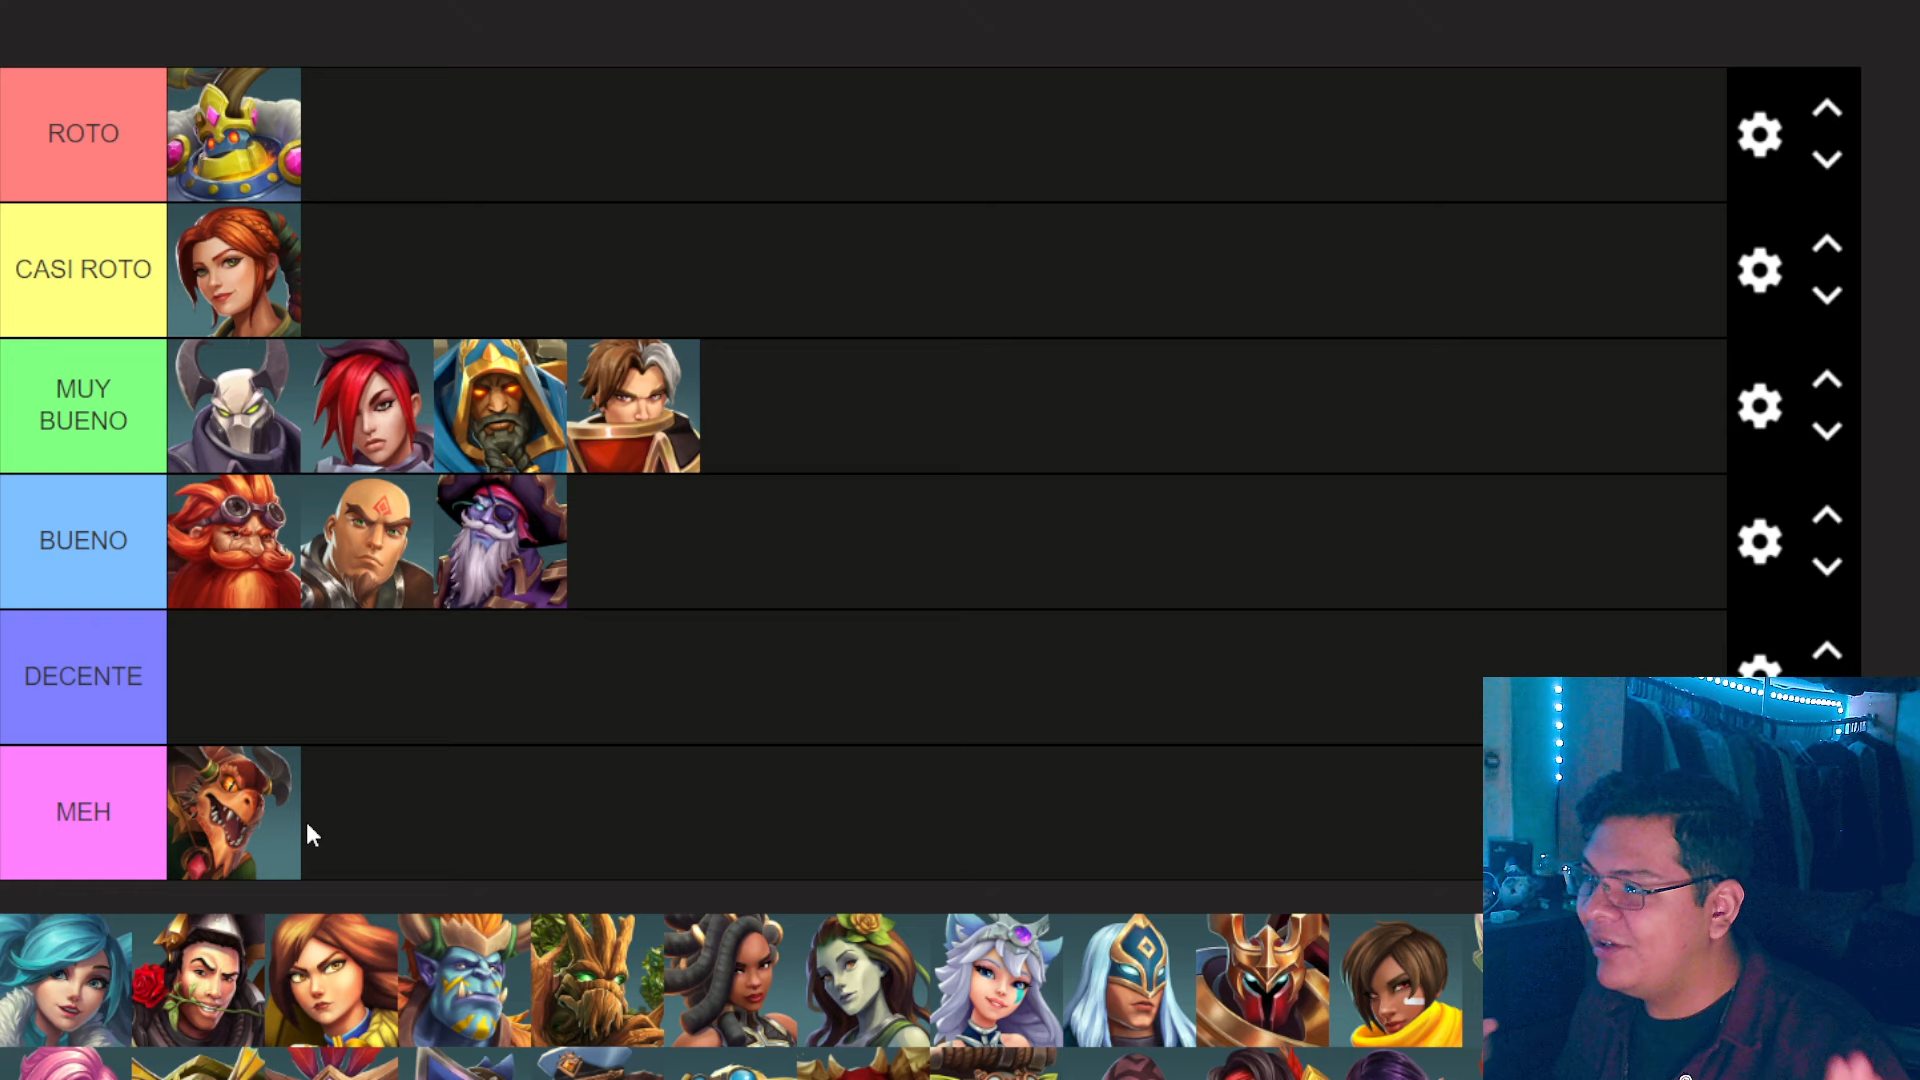 ROTO
CASI ROTO
MUY
BUENO
BUENO
DECENTE
MEH